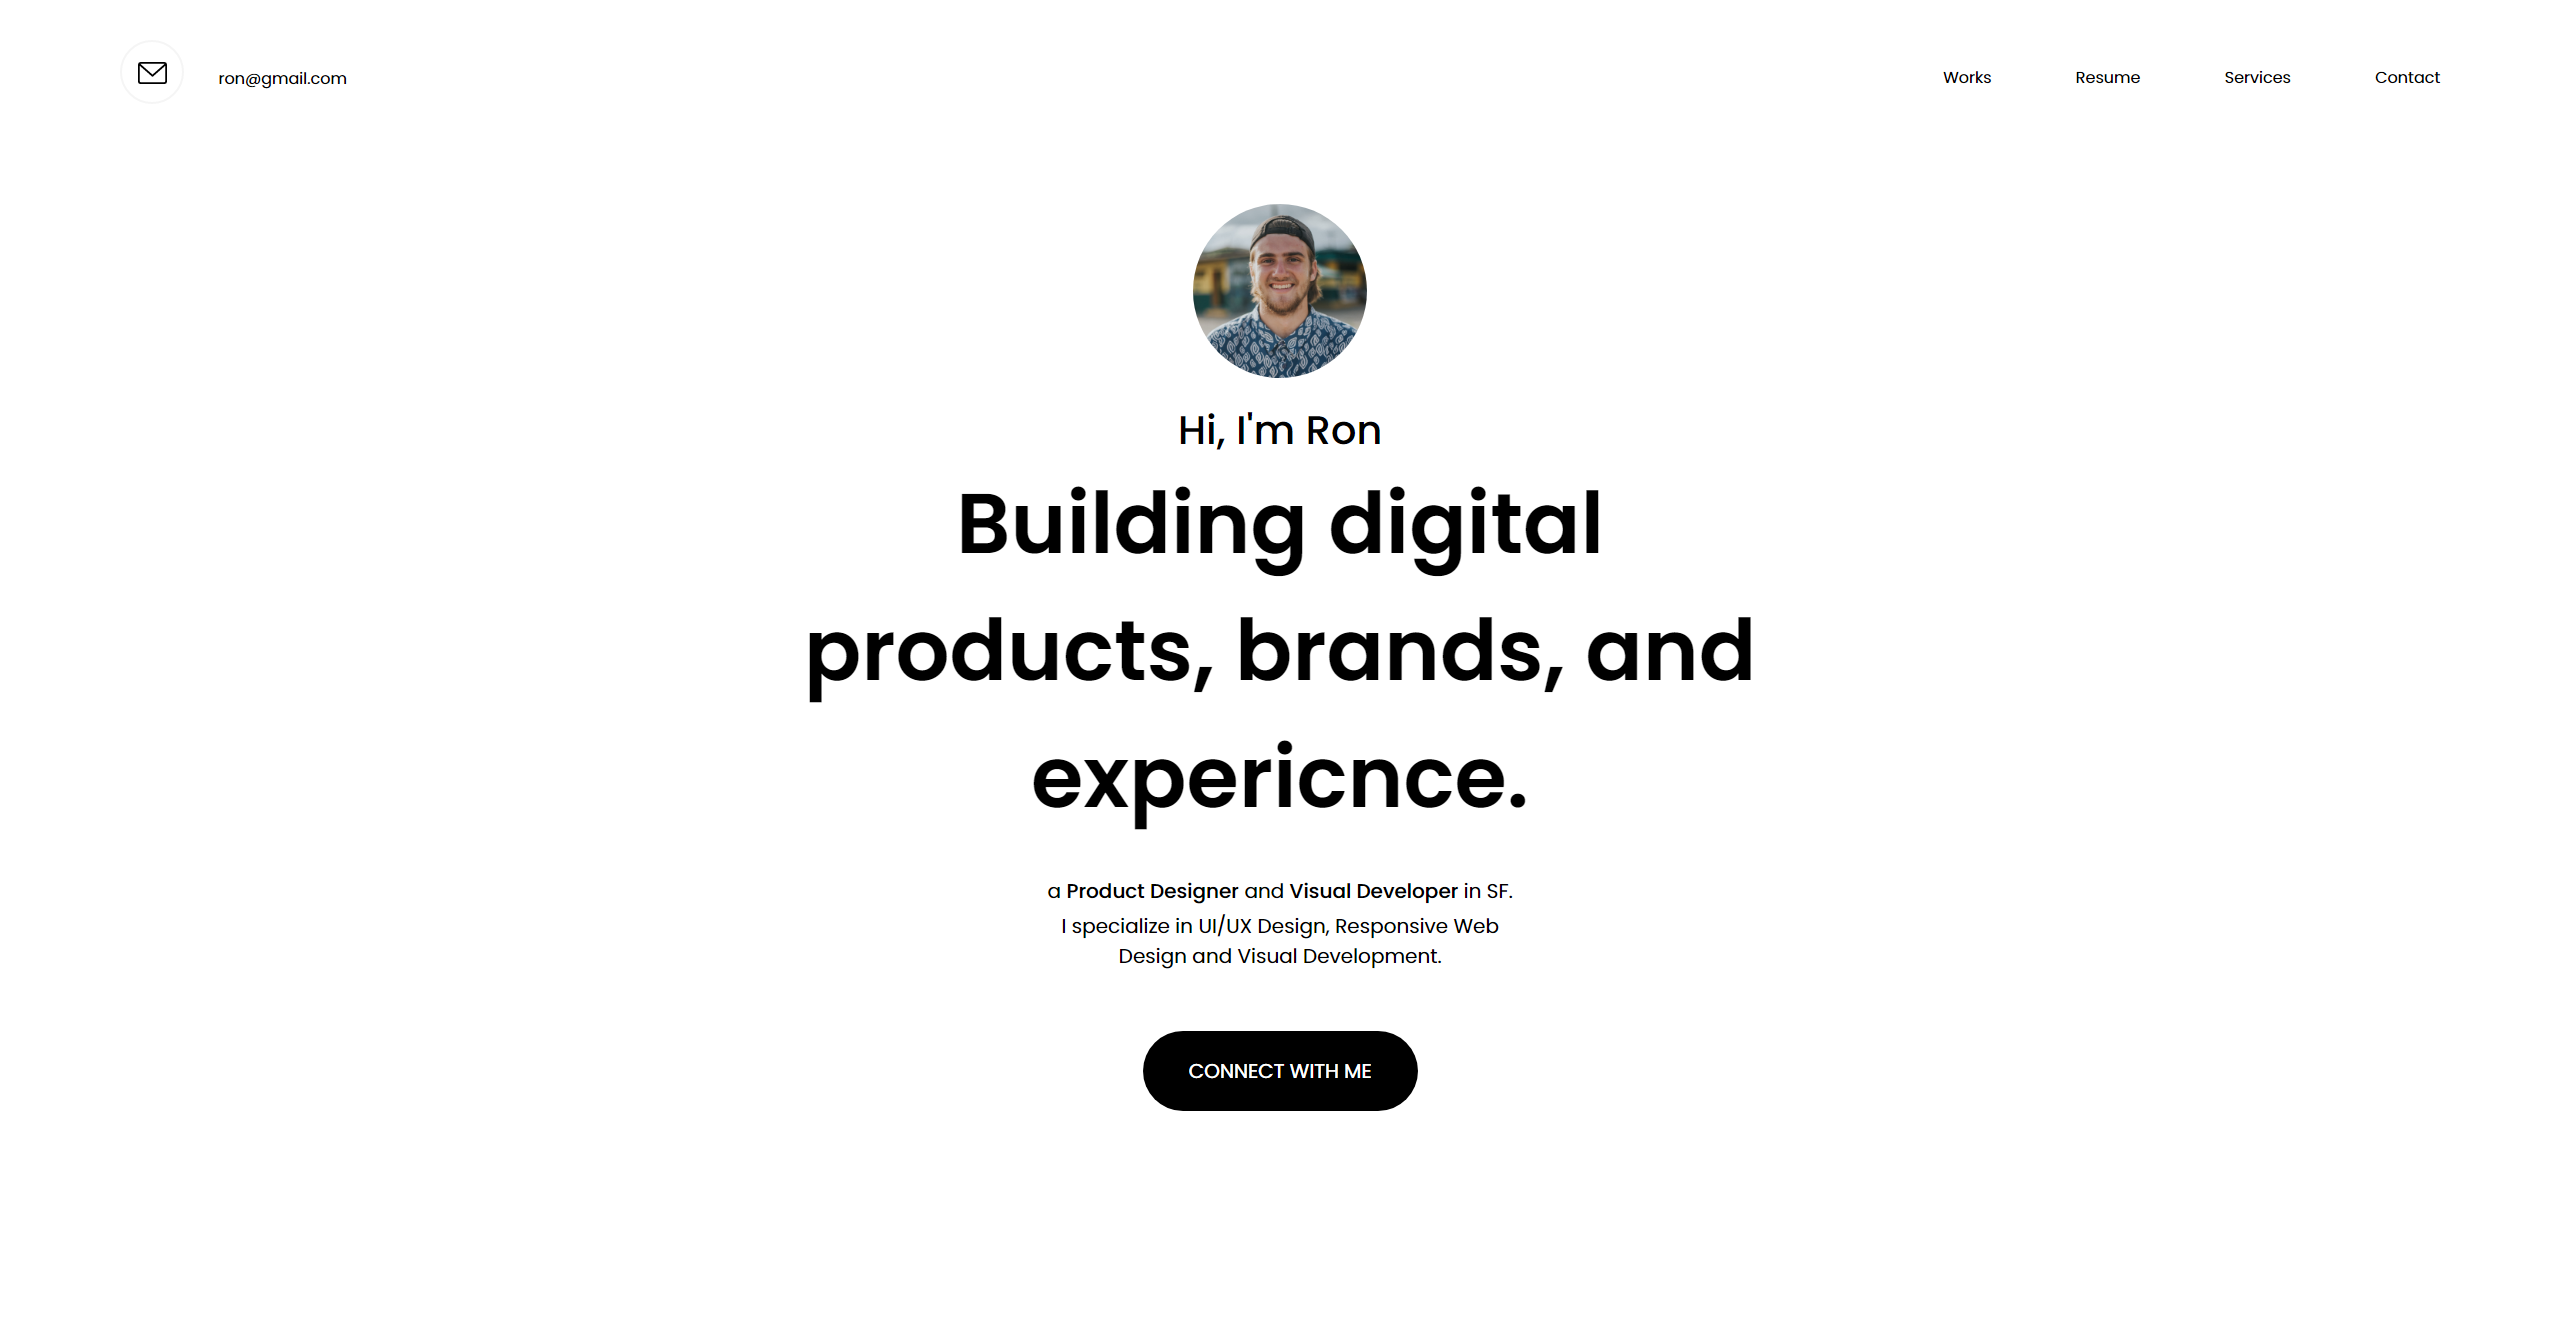 ron@gmail.com
Works
Resume
Services
Contact
Hi, I'm Ron
Building digital
products, brands, and
expericnce.
a Product Designer and Visual Developer in SF.
I specialize in UI/UX Design, Responsive Web
Design and Visual Development.
CONNECT WITH ME